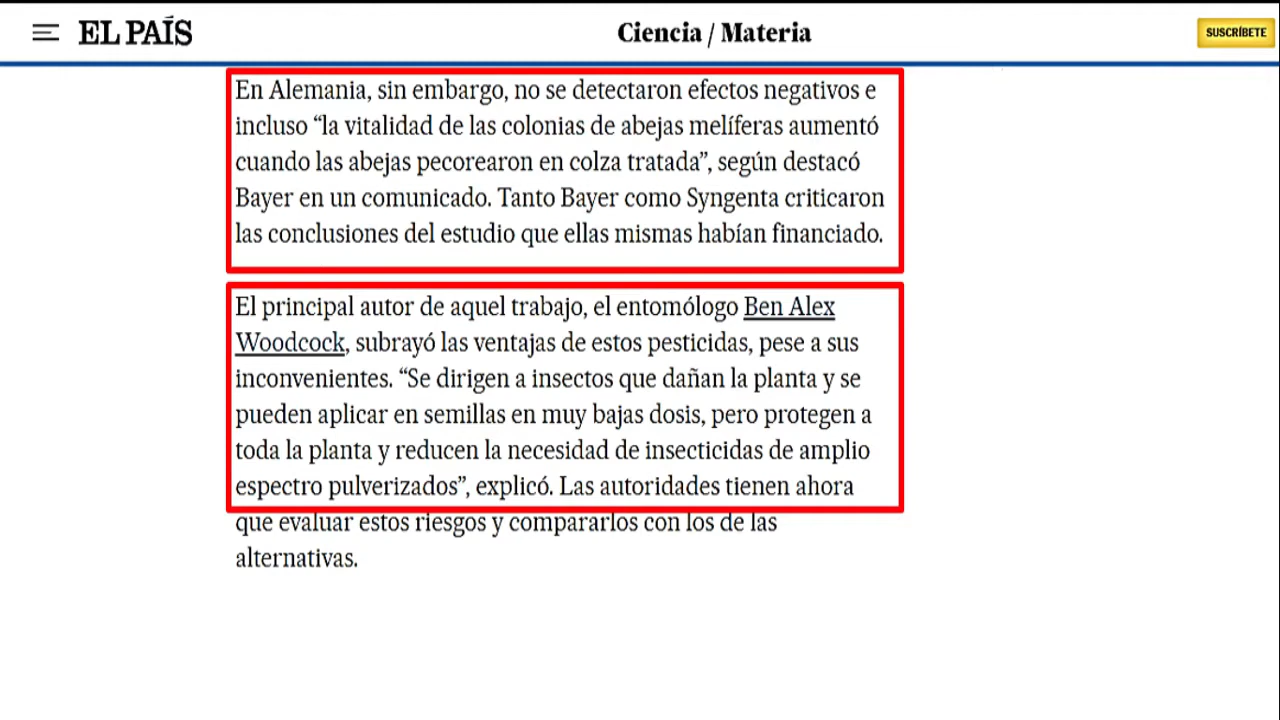 EL PAÍS
Ciencia / Materia
SUSCRÍBETE
En Alemania, sin embargo, no se detectaron efectos negativos e
incluso “la vitalidad de las colonias de abejas melíferas aumentó
cuando las abejas pecorearon en colza tratada”, según destacó
Bayer en un comunicado. Tanto Bayer como Syngenta criticaron
las conclusiones del estudio que ellas mismas habían financiado.
El principal autor de aquel trabajo, el entomólogo Ben Alex
Woodcock, subrayó las ventajas de estos pesticidas, pese a sus
inconvenientes. “Se dirigen a insectos que dañan la planta y se
pueden aplicar en semillas en muy bajas dosis, pero protegen a
toda la planta y reducen la necesidad de insecticidas de amplio
espectro pulverizados”, explicó. Las autoridades tienen ahora
que evaluar estos riesgos y compararlos con los de las
alternativas.